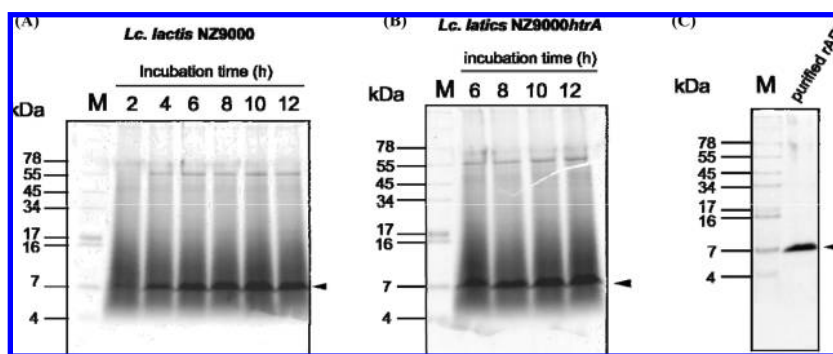 (A)
Lc. lactis NZ9000
Incubation time (h)
kDa
M 2 4 6 8 10 12
78
55
45
34
17
16
7
4
(B)
Lc. latics NZ9000htrA
incubation time (h)
kDa
M 6 8 10 12
78
55
45
34
17
16
7
4
(C)
kDa
M purified
78
55
45
34
17
16
7
4